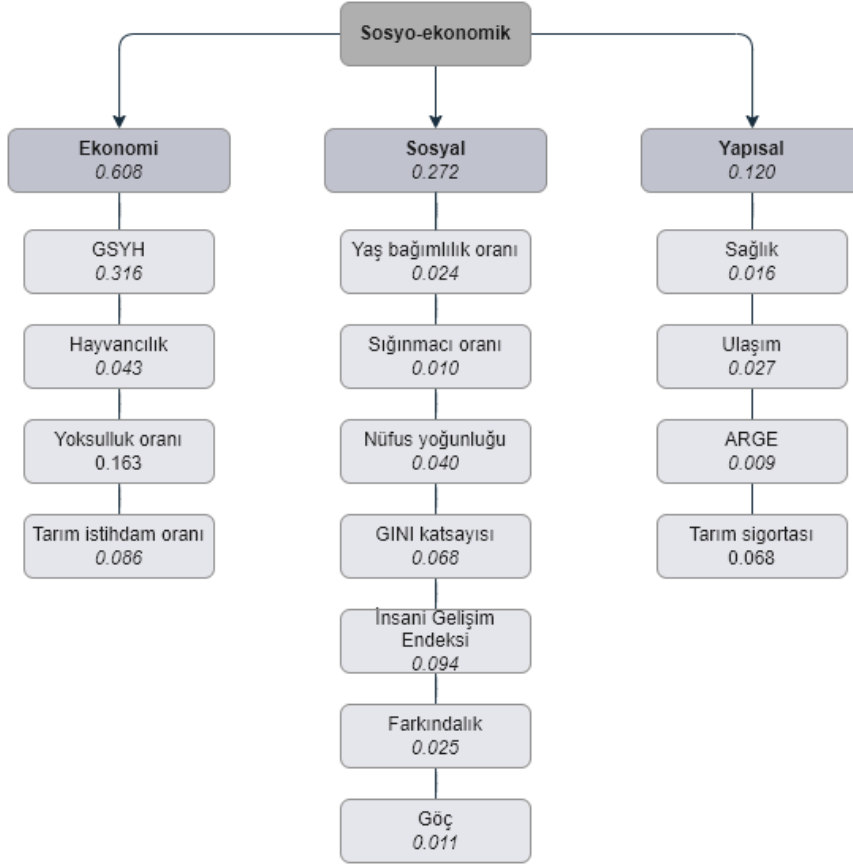 Sosyo-ekonomik
Ekonomi
0.608
GSYH
0.316
Hayvancılık
0.043
Yoksulluk oranı
0.163
Tarım istihdam oranı
0.086
Sosyal
0.272
Yaş bağımlılık oranı
0.024
Sığınmacı oranı
0.010
Nüfus yoğunluğu
0.040
GINI katsayısı
0.068
İnsani Gelişim
Endeksi
0.094
Farkındalık
0.025
Göç
0.011
Yapısal
0.120
Sağlık
0.016
Ulaşım
0.027
ARGE
0.009
Tarım sigortası
0.068